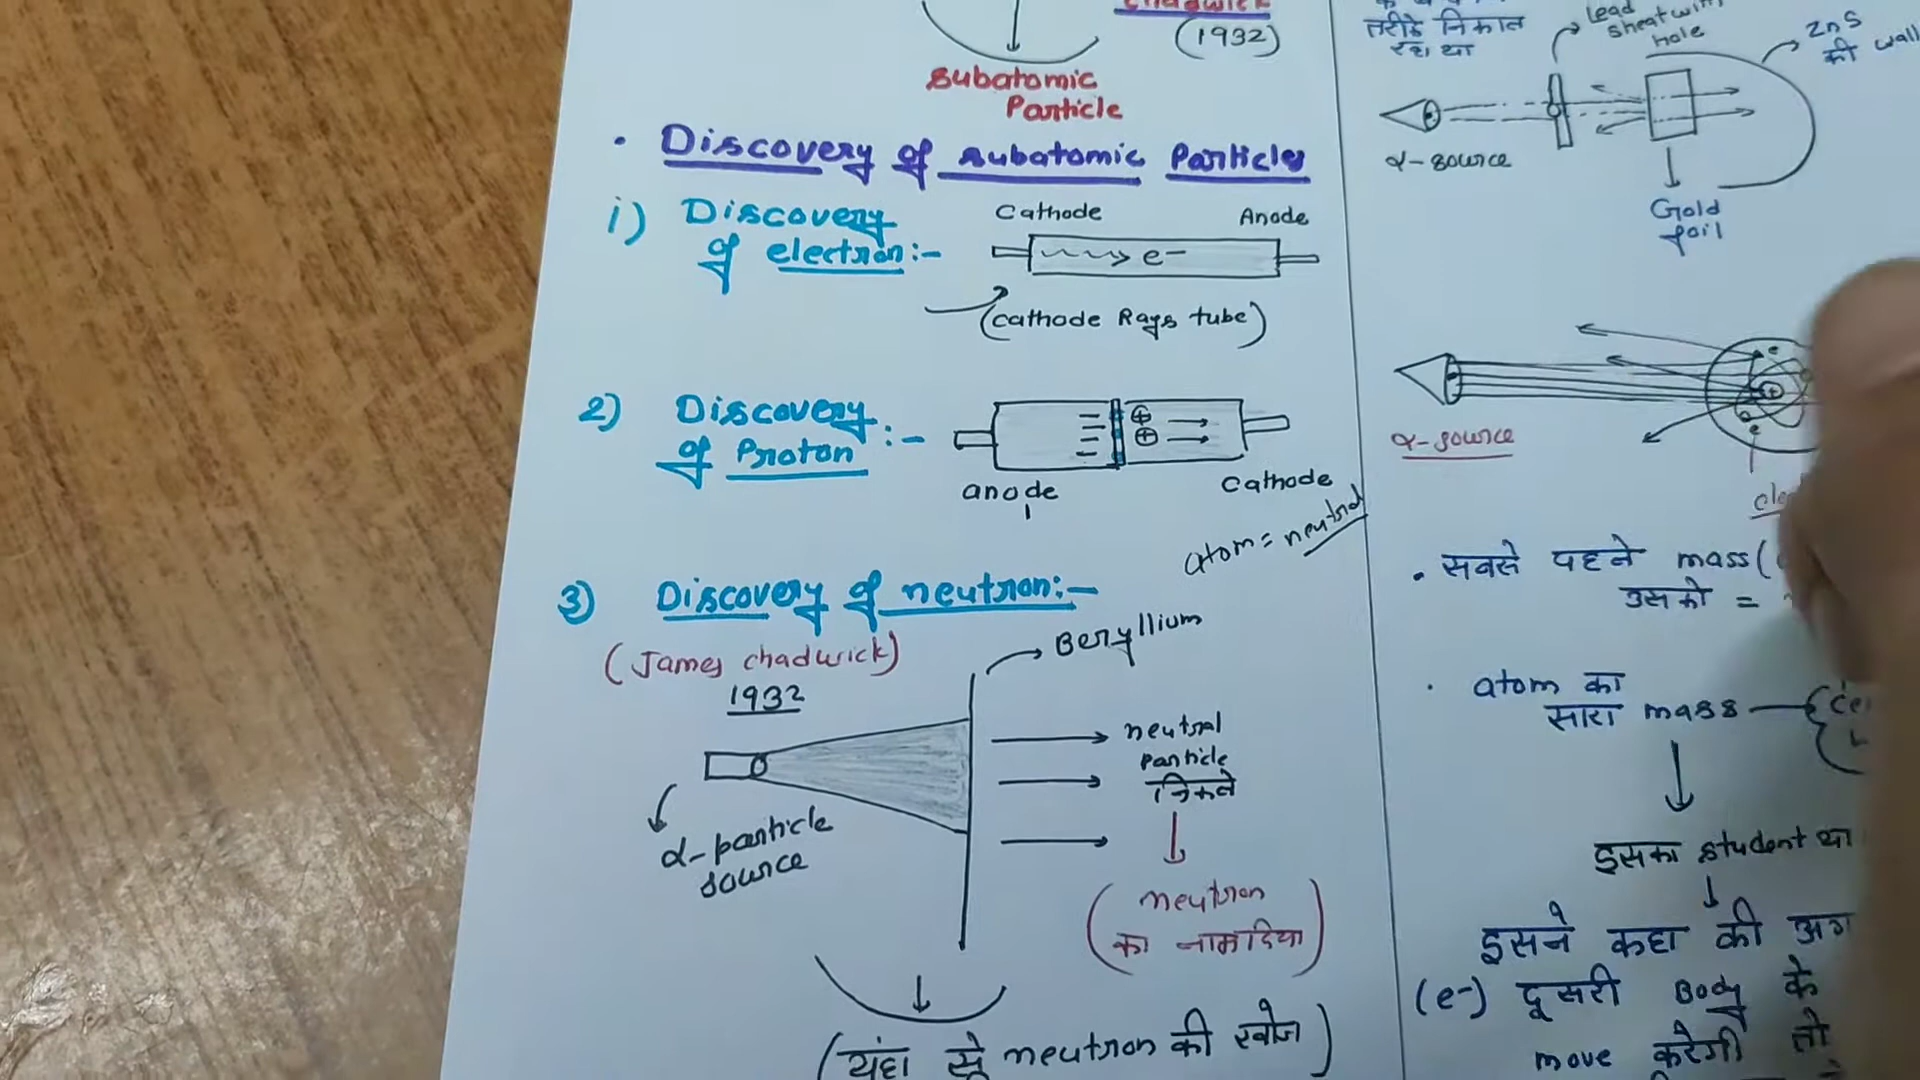 chadwick
(1932)
Subatomic
Particle
• Discovery of subatomic Particles
i) Discovery
of electron:-
Cathode
Anode
e-
(Cathode Rays tube)
2) Discovery
of Proton :-
+
+
anode
Cathode
atom = neutral
3) Discovery of neutron:-
(James chadwick)
1932
Beryllium
neutral
particle
निकले
α-particle
source
(neutron
का नाम दिया)
(यंहा से neutron की खोज)
तरीके निकाल
रहा था
lead
sheat with
hole
ZnS
की wall
α-source
Gold
foil
e
e
+
α-source
• सबसे पहले mass(
उसको =
• atom का
सारा mass
इसका student था
इसने कहा की
(e-) दूसरी Body के
move करेगी तो